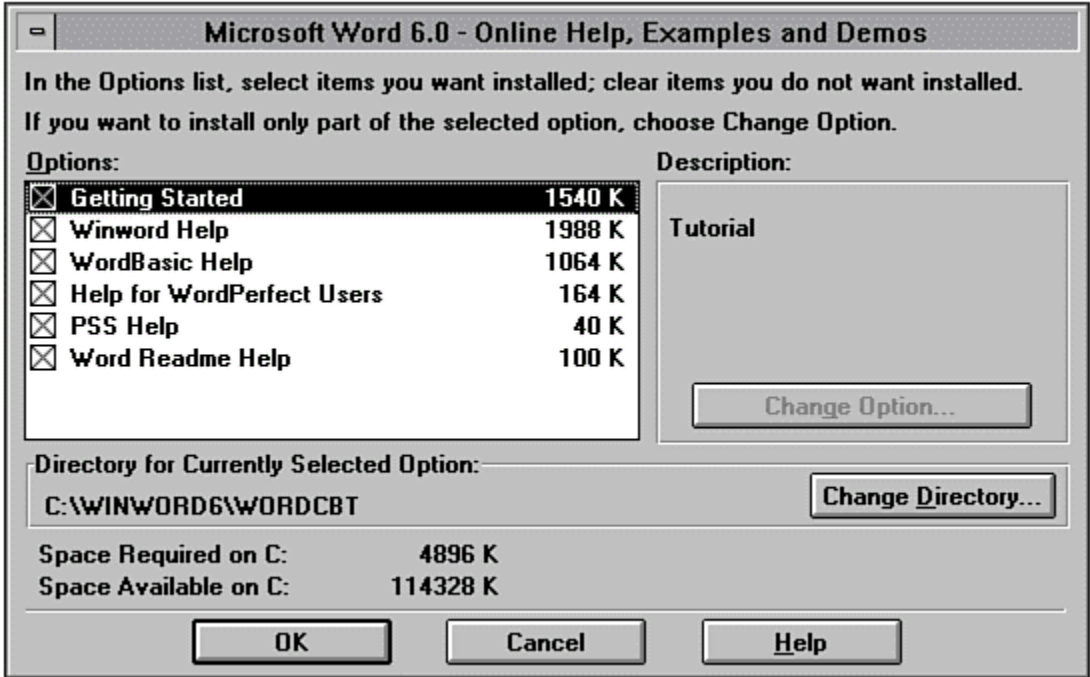 Microsoft Word 6.0 - Online Help, Examples and Demos
In the Options list, select items you want installed; clear items you do not want installed.
If you want to install only part of the selected option, choose Change Option.
Options:
Getting Started 1540 K
Winword Help 1988 K
WordBasic Help 1064 K
Help for WordPerfect Users 164 K
PSS Help 40 K
Word Readme Help 100 K
Description:
Tutorial
Change Option...
Directory for Currently Selected Option:
C:\WINWORD6\WORDCBT
Change Directory...
Space Required on C: 4896 K
Space Available on C: 114328 K
OK Cancel Help